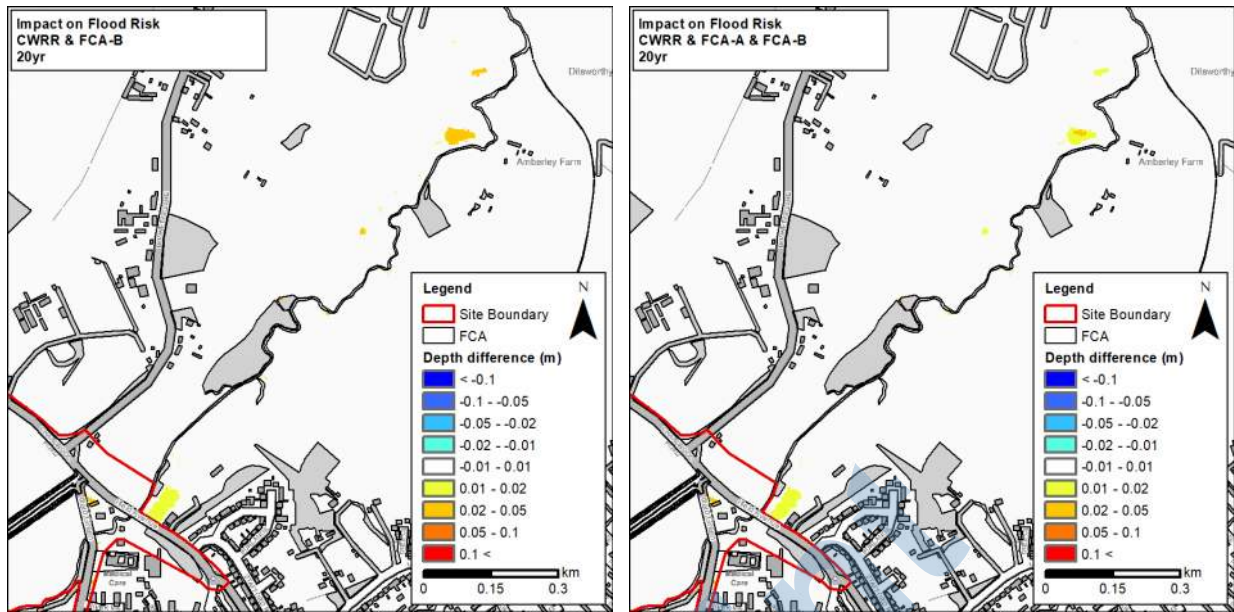 Impact on Flood Risk
CWRR & FCA-B
20yr
Dilsworthy
Amberley Farm
Legend
Site Boundary
FCA
Depth difference (m)
< -0.1
-0.1 - -0.05
-0.05 - -0.02
-0.02 - -0.01
-0.01 - 0.01
0.01 - 0.02
0.02 - 0.05
0.05 - 0.1
0.1 <
N
km
0 0.15 0.3
Impact on Flood Risk
CWRR & FCA-A & FCA-B
20yr
Dilsworthy
Amberley Farm
Legend
Site Boundary
FCA
Depth difference (m)
< -0.1
-0.1 - -0.05
-0.05 - -0.02
-0.02 - -0.01
-0.01 - 0.01
0.01 - 0.02
0.02 - 0.05
0.05 - 0.1
0.1 <
N
km
0 0.15 0.3